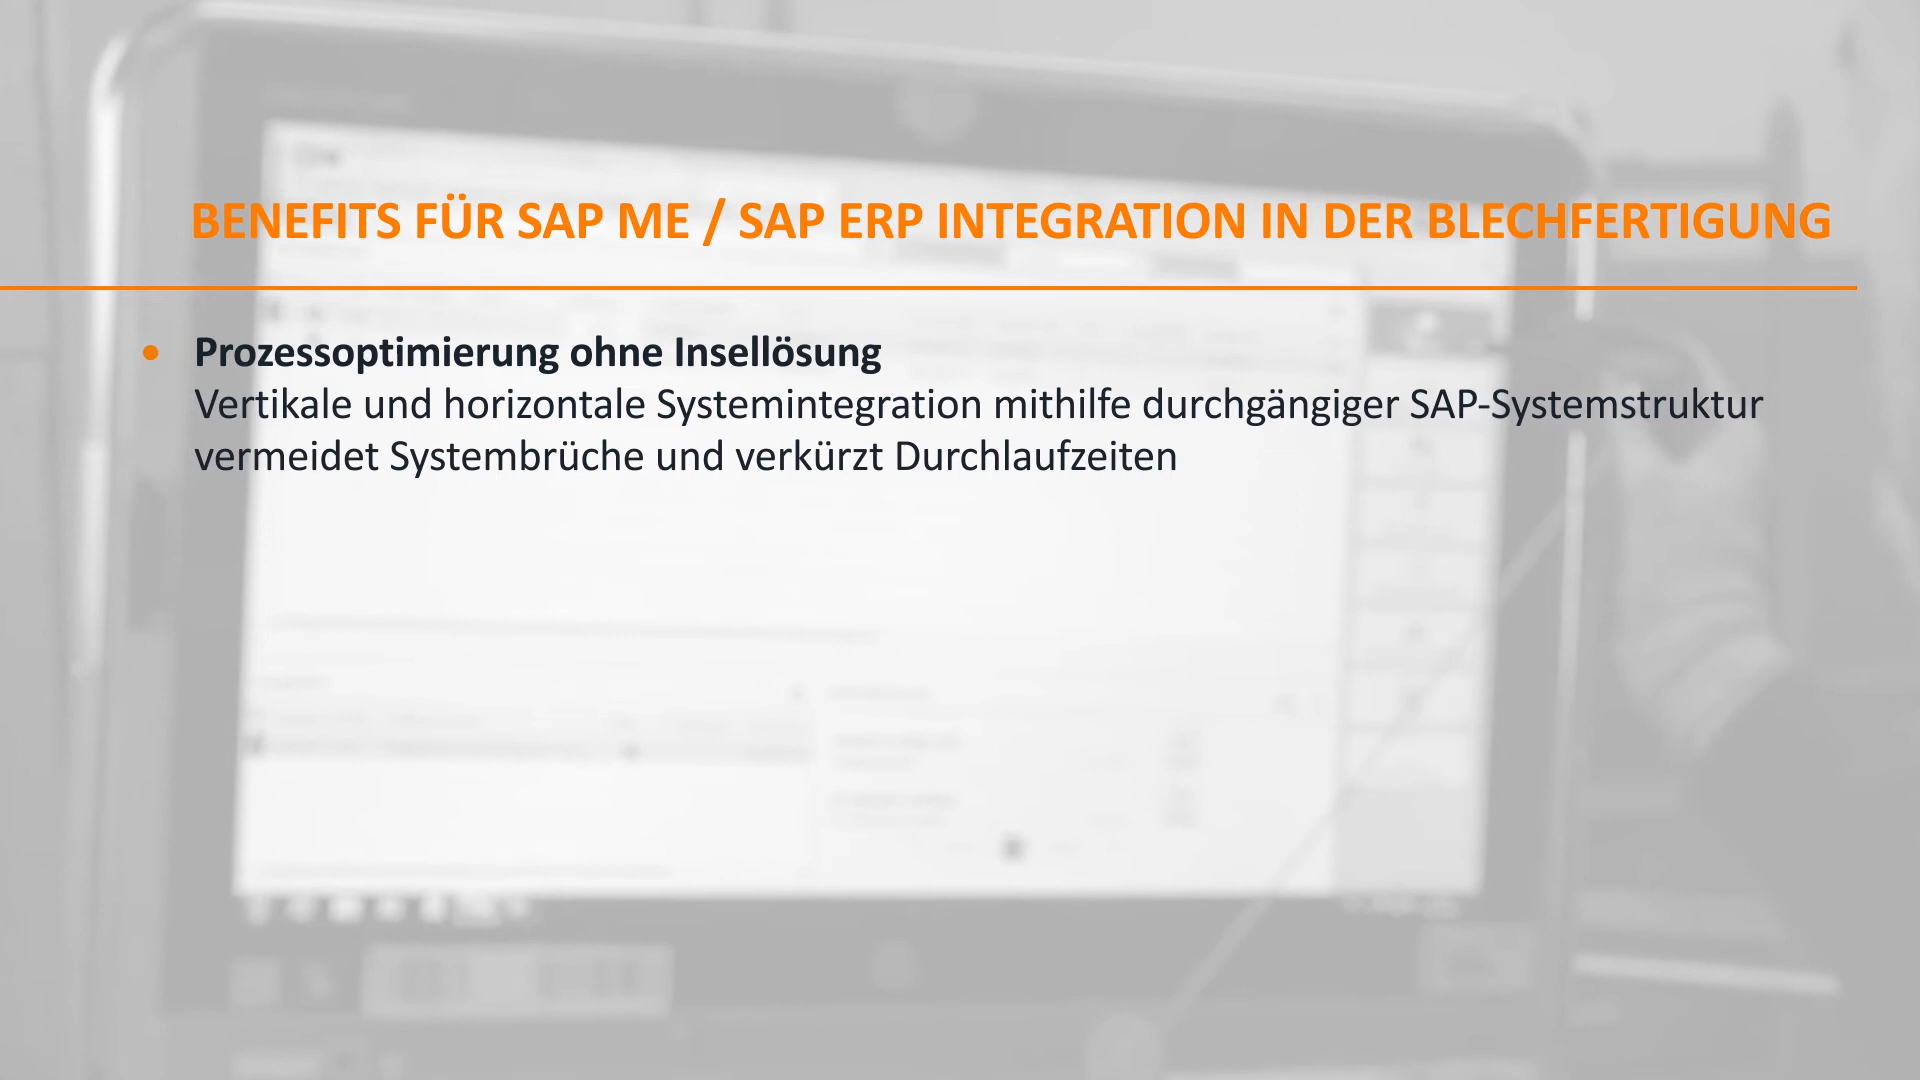 BENEFITS FÜR SAP ME / SAP ERP INTEGRATION IN DER BLECHFERTIGUNG
• Prozessoptimierung ohne Insellösung
Vertikale und horizontale Systemintegration mithilfe durchgängiger SAP-Systemstruktur
vermeidet Systembrüche und verkürzt Durchlaufzeiten